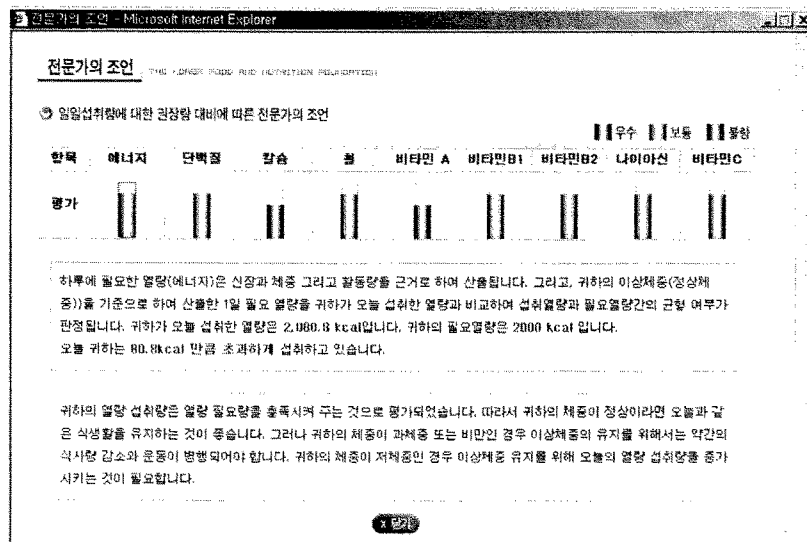 전문가의 조언 - Microsoft Internet Explorer
전문가의 조언 THE KOREA FOOD AND NUTRITION FOUNDATION
일일섭취량에 대한 권장량 대비에 따른 전문가의 조언
우수 보통 불량
항목 에너지 단백질 칼슘 철 비타민 A 비타민B1 비타민B2 나이아신 비타민C
평가
하루에 필요한 열량(에너지)은 신장과 체중 그리고 활동량을 근거로 하여 산출됩니다. 그리고, 귀하의 이상체중(정상체
중))을 기준으로 하여 산출한 1일 필요 열량을 귀하가 오늘 섭취한 열량과 비교하여 섭취열량과 필요열량간의 균형 여부가
판정됩니다. 귀하가 오늘 섭취한 열량은 2,080.8 kcal입니다. 귀하의 필요열량은 2000 kcal 입니다.
오늘 귀하는 80.8kcal 만큼 초과하게 섭취하고 있습니다.
귀하의 열량 섭취량은 열량 필요량을 충족시켜 주는 것으로 평가되었습니다. 따라서 귀하의 체중이 정상이라면 오늘과 같
은 식생활을 유지하는 것이 좋습니다. 그러나 귀하의 체중이 과체중 또는 비만인 경우 이상체중의 유지를 위해서는 약간의
식사량 감소와 운동이 병행되어야 합니다. 귀하의 체중이 저체중인 경우 이상체중 유지를 위해 오늘의 열량 섭취량을 증가
시키는 것이 필요합니다.
x 닫기